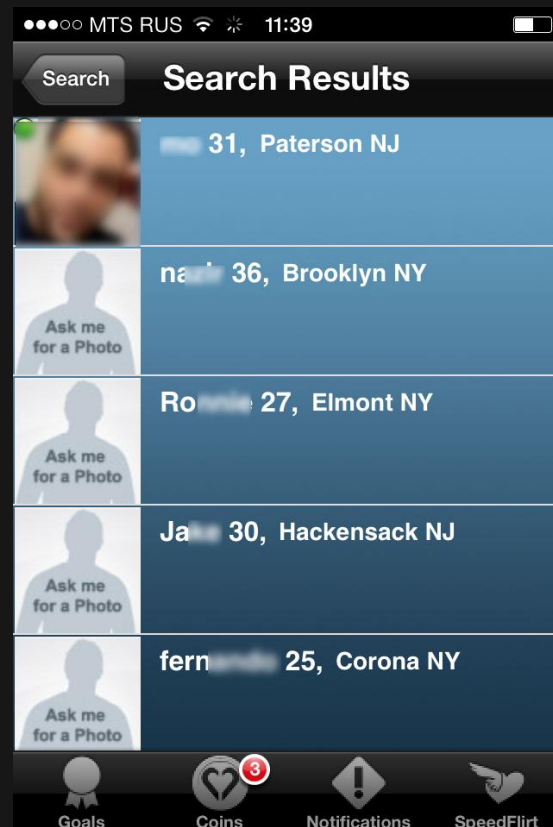 MTS RUS 11:39
Search
Search Results
31, Paterson NJ
Ask me
for a Photo
36, Brooklyn NY
Ask me
for a Photo
27, Elmont NY
Ask me
for a Photo
30, Hackensack NJ
Ask me
for a Photo
25, Corona NY
3
Goals Coins Notifications SpeedFlirt